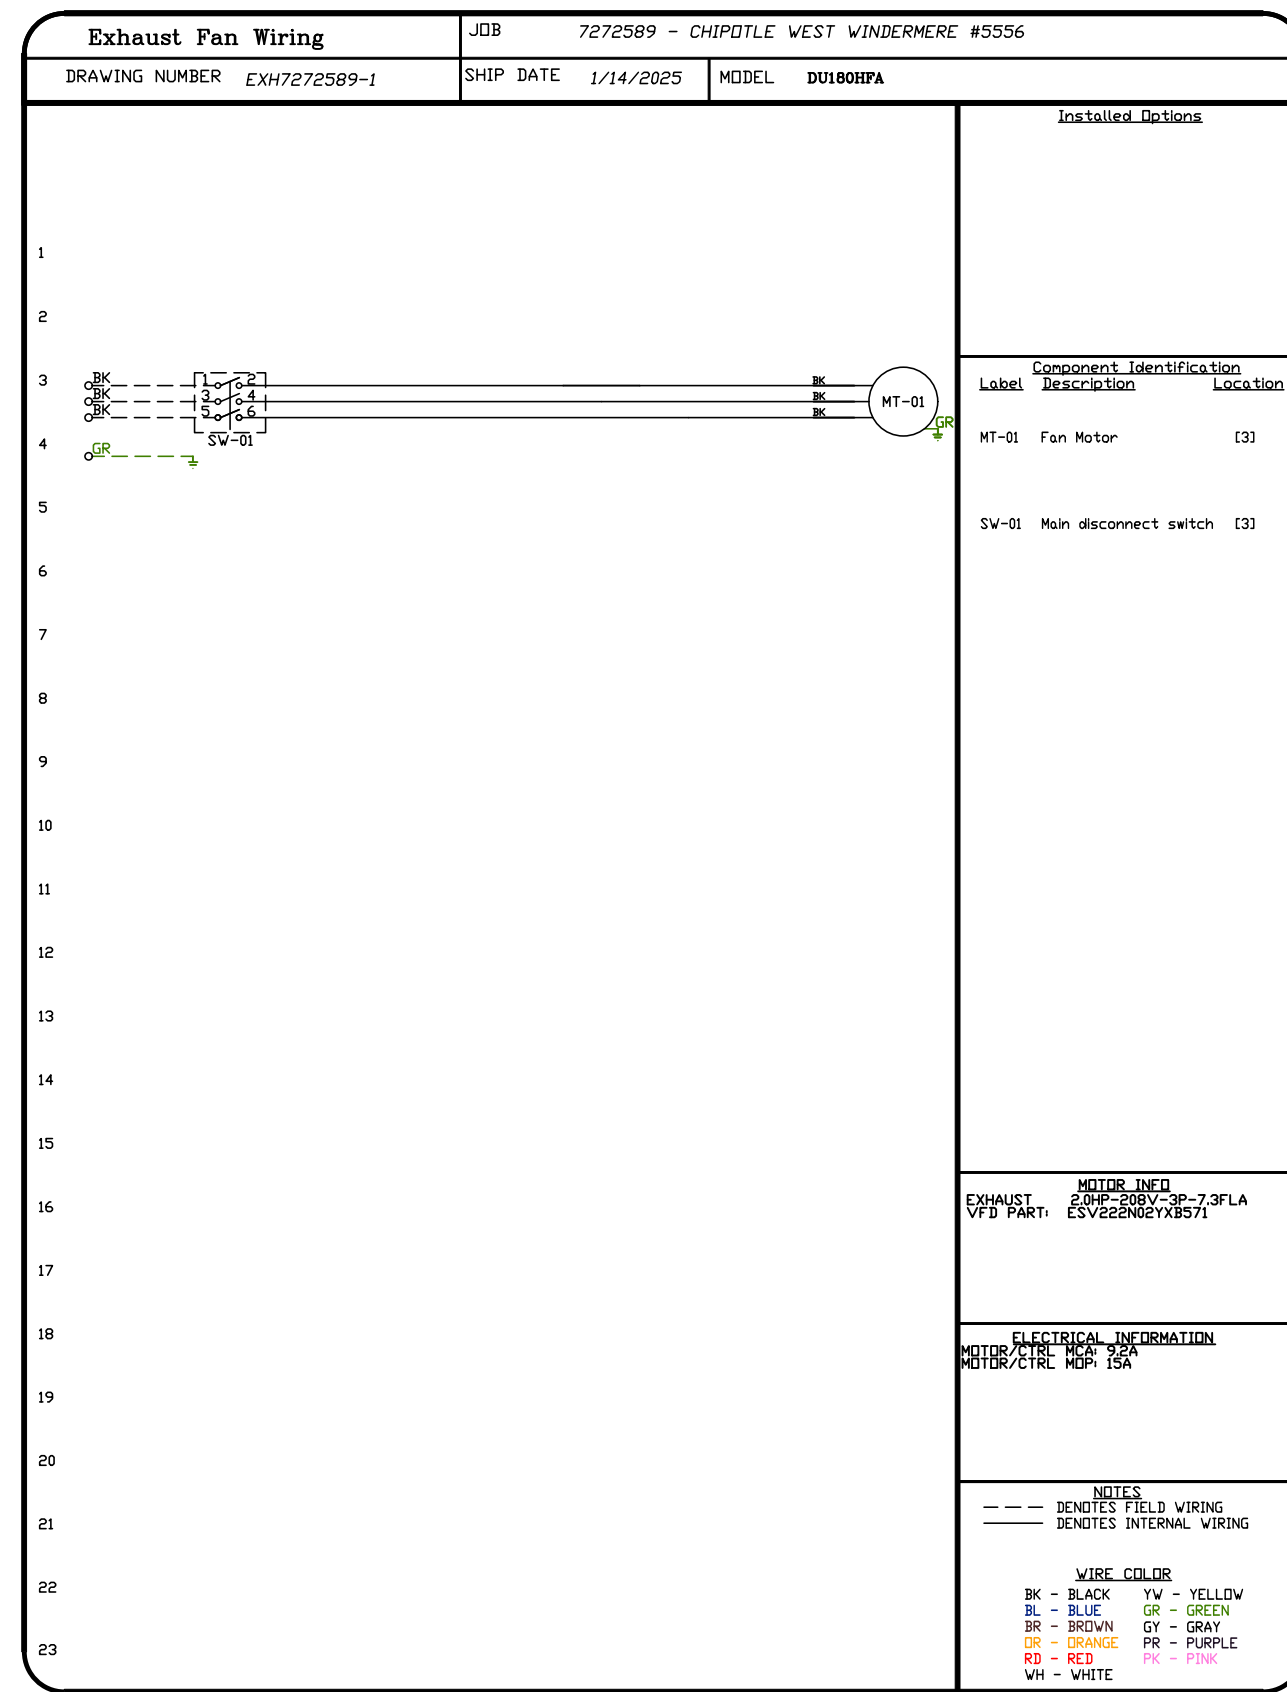 Exhaust Fan Wiring
JOB 7272589 - CHIPOTLE WEST WINDERMERE #5556
DRAWING NUMBER EXH7272589-1
SHIP DATE 1/14/2025
MODEL DU180HFA
Installed Options
1
2
3
4
5
6
7
8
9
10
11
12
13
14
15
16
17
18
19
20
21
22
23
BK 1 2 BK
BK 3 4 BK
BK 5 6 BK
MT-01
GR
SW-01
GR
Component Identification
Label Description Location
MT-01 Fan Motor [3]
SW-01 Main disconnect switch [3]
MOTOR INFO
EXHAUST 2.0HP-208V-3P-7.3FLA
VFD PART: ESV222N02YXB571
ELECTRICAL INFORMATION
MOTOR/CTRL MCA: 9.2A
MOTOR/CTRL MOP: 15A
NOTES
DENOTES FIELD WIRING
DENOTES INTERNAL WIRING
WIRE COLOR
BK - BLACK YW - YELLOW
BL - BLUE GR - GREEN
BR - BROWN GY - GRAY
OR - ORANGE PR - PURPLE
RD - RED PK - PINK
WH - WHITE